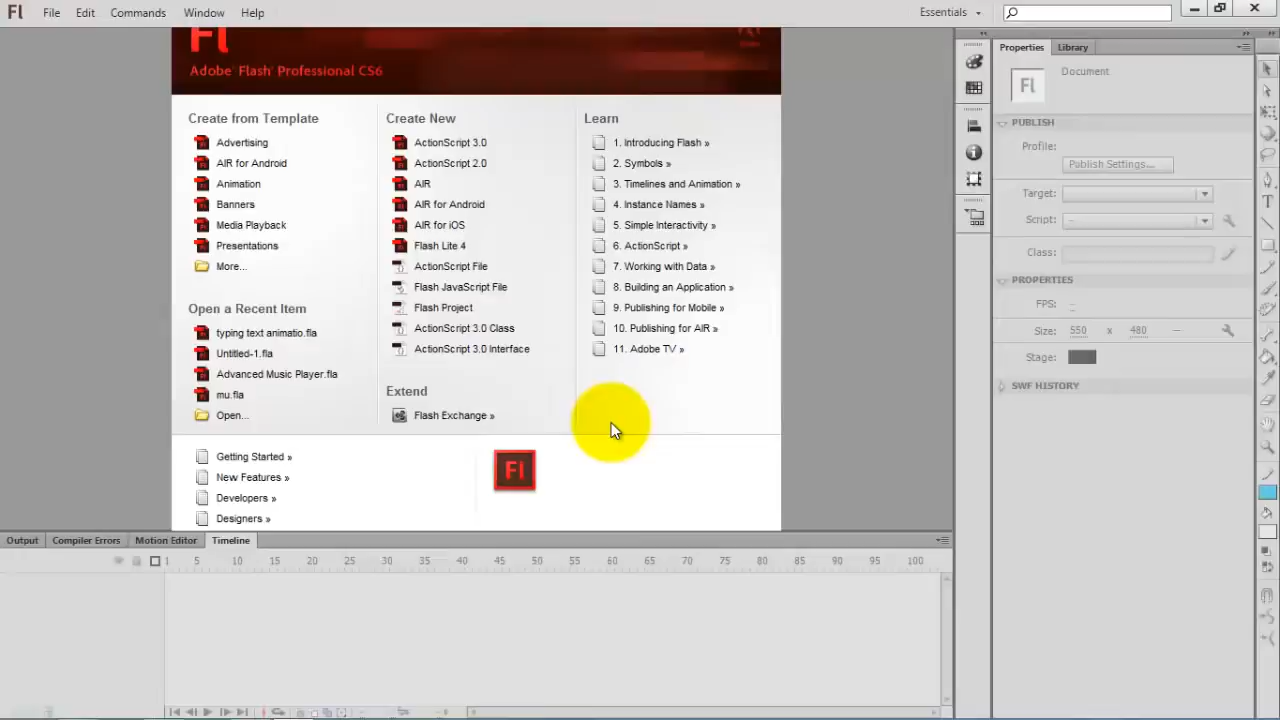 Fl File Edit Commands Window Help Essentials
Fl
Adobe Flash Professional CS6
Create from Template
Advertising
AIR for Android
Animation
Banners
Media Playback
Presentations
More...
Open a Recent Item
typing text animatio.fla
Untitled-1.fla
Advanced Music Player.fla
mu.fla
Open...
Create New
ActionScript 3.0
ActionScript 2.0
AIR
AIR for Android
AIR for iOS
Flash Lite 4
ActionScript File
Flash JavaScript File
Flash Project
ActionScript 3.0 Class
ActionScript 3.0 Interface
Extend
Flash Exchange »
Learn
1. Introducing Flash »
2. Symbols »
3. Timelines and Animation »
4. Instance Names »
5. Simple Interactivity »
6. ActionScript »
7. Working with Data »
8. Building an Application »
9. Publishing for Mobile »
10. Publishing for AIR »
11. Adobe TV »
Getting Started »
New Features »
Developers »
Designers »
Fl
Properties Library
Fl Document
PUBLISH
Profile:
Publish Settings...
Target:
Script: --
Class:
PROPERTIES
FPS: --
Size: 550 x 480
Stage:
SWF HISTORY
Output Compiler Errors Motion Editor Timeline
1 5 10 15 20 25 30 35 40 45 50 55 60 65 70 75 80 85 90 95 100